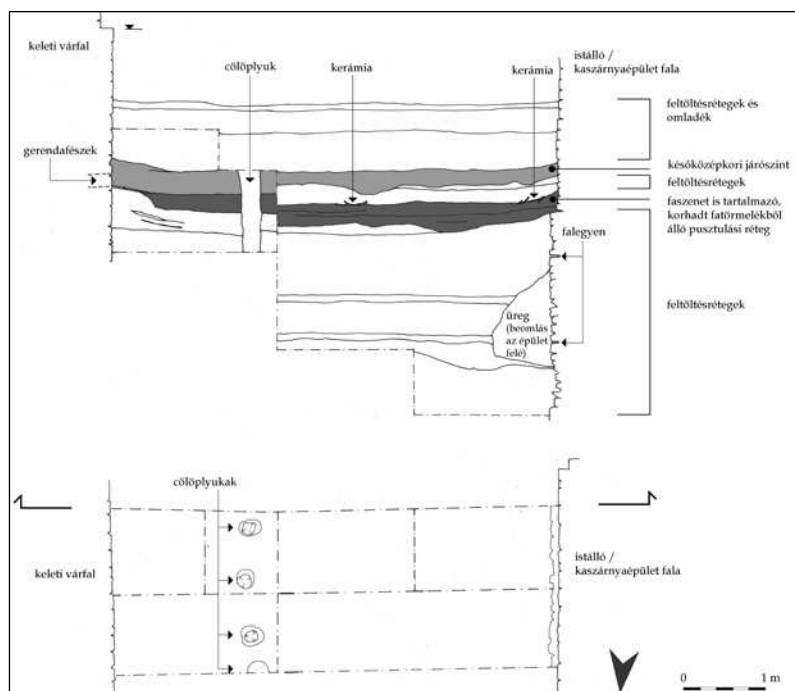 keleti várfal
cölöplyuk
kerámia
kerámia
istálló /
kaszárnyaépület fala
feltöltésrétegek és
omladék
gerendafészek
későközépkori járószint
feltöltésrétegek
faszenet is tartalmazó,
korhadt fatörmelékből
álló pusztulási réteg
falegyen
feltöltésrétegek
üreg
(beomlás
az épület
felé)
cölöplyukak
keleti várfal
istálló /
kaszárnyaépület fala
0 1 m